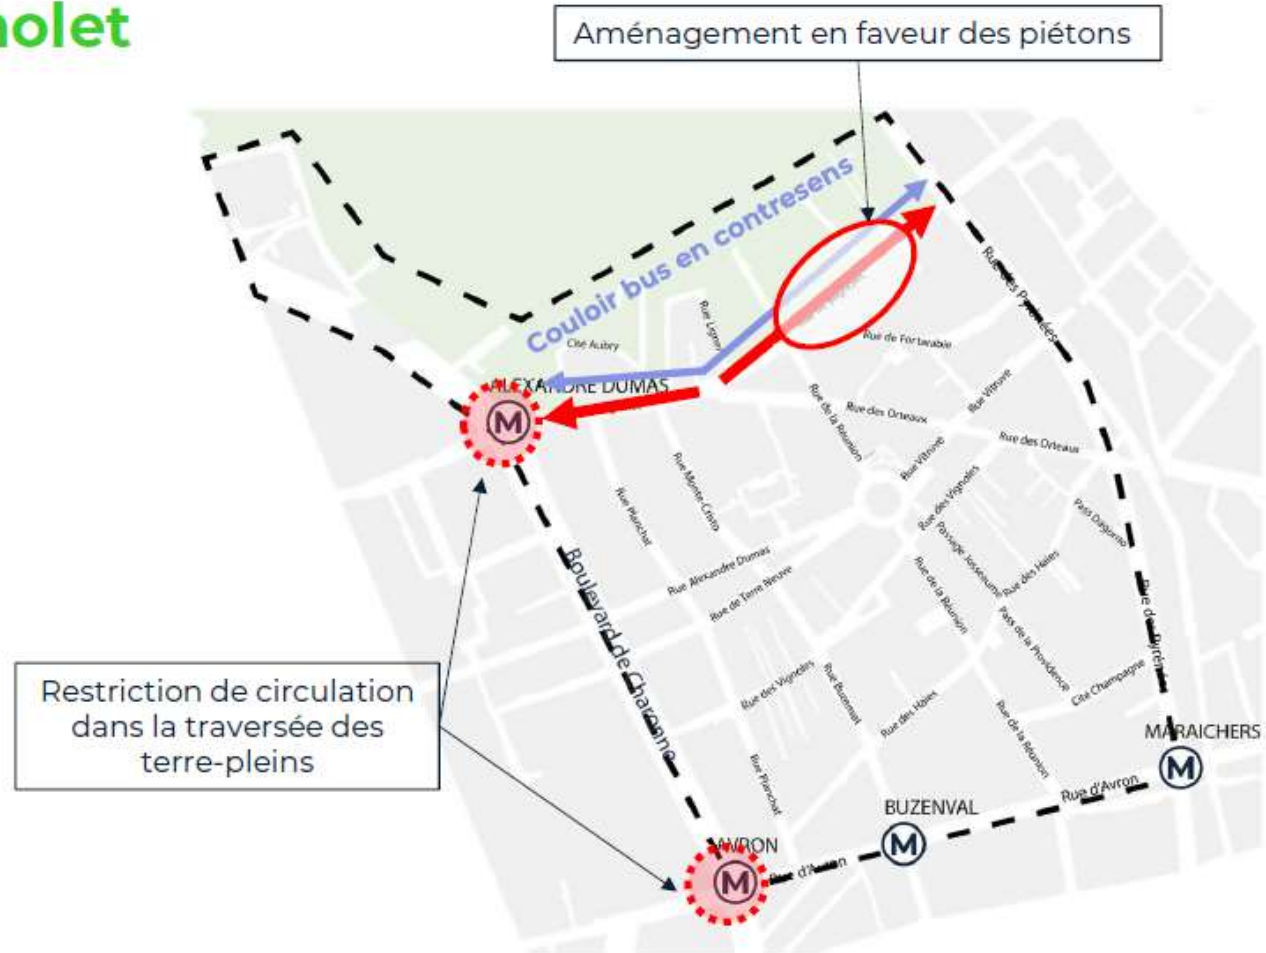 nolet
Aménagement en faveur des piétons
Couloir bus en contresens
Rue des Pyrénées
Cité Aubry
Rue Ligner
Rue de Fontarabie
ALEXANDRE DUMAS
M
Rue Vitruve
Rue des Orteaux
Rue de la Réunion
Rue des Orteaux
Rue Vitruve
Rue Monte-Cristo
Rue des Vignoles
Rue Planchat
Pass Dagorno
Passage Josseaume
Boulevard de Charonne
Rue Alexandre Dumas
Rue des Haies
Rue de Terre Neuve
Rue de la Réunion
Rue des Pyrénées
Pass de la Providence
Restriction de circulation
dans la traversée des
terre-pleins
Rue des Vignoles
Rue Buzenval
Cité Champagne
Rue des Haies
Rue de la Réunion
MARAICHERS
M
Rue Planchat
Rue d'Avron
BUZENVAL
M
AVRON
M
Rue d'Avron